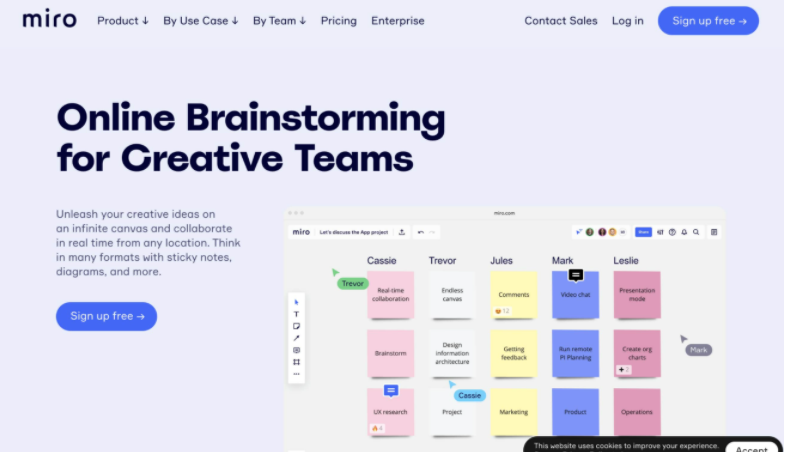 miro Product ↓ By Use Case ↓ By Team ↓ Pricing Enterprise Contact Sales Log in Sign up free →
Online Brainstorming
for Creative Teams
Unleash your creative ideas on
an infinite canvas and collaborate
in real time from any location. Think
in many formats with sticky notes,
diagrams, and more.
Sign up free →
miro.com
miro Let's discuss the App project Share
Cassie Trevor Jules Mark Leslie
Trevor
Real-time
collaboration
Endless
canvas
Comments
12
Video chat
Presentation
mode
Brainstorm
Design
information
architecture
Getting
feedback
Run remote
PI Planning
Create org
charts
+ 2
Mark
Cassie
UX research
4
Project
Marketing
Product
Operations
This website uses cookies to improve your experience.
Accept